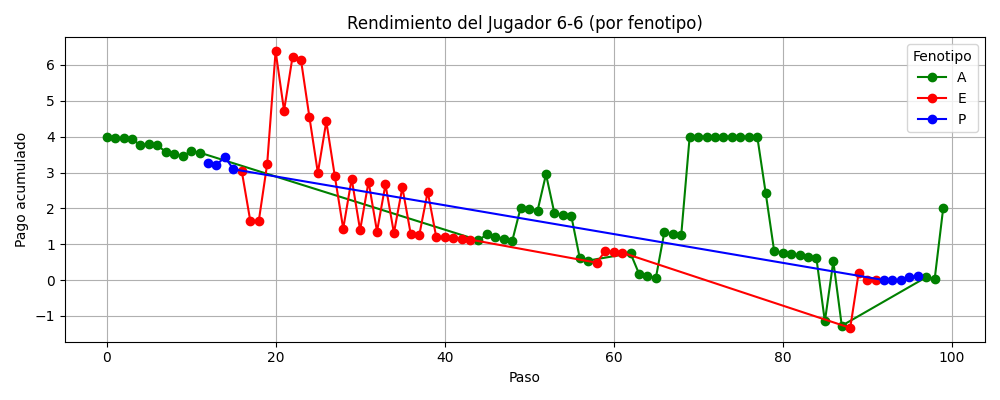 Rendimiento del Jugador 6-6 (por fenotipo)
Pago acumulado
6
5
4
3
2
1
0
−1
Fenotipo
A
E
P
0 20 40 60 80 100
Paso